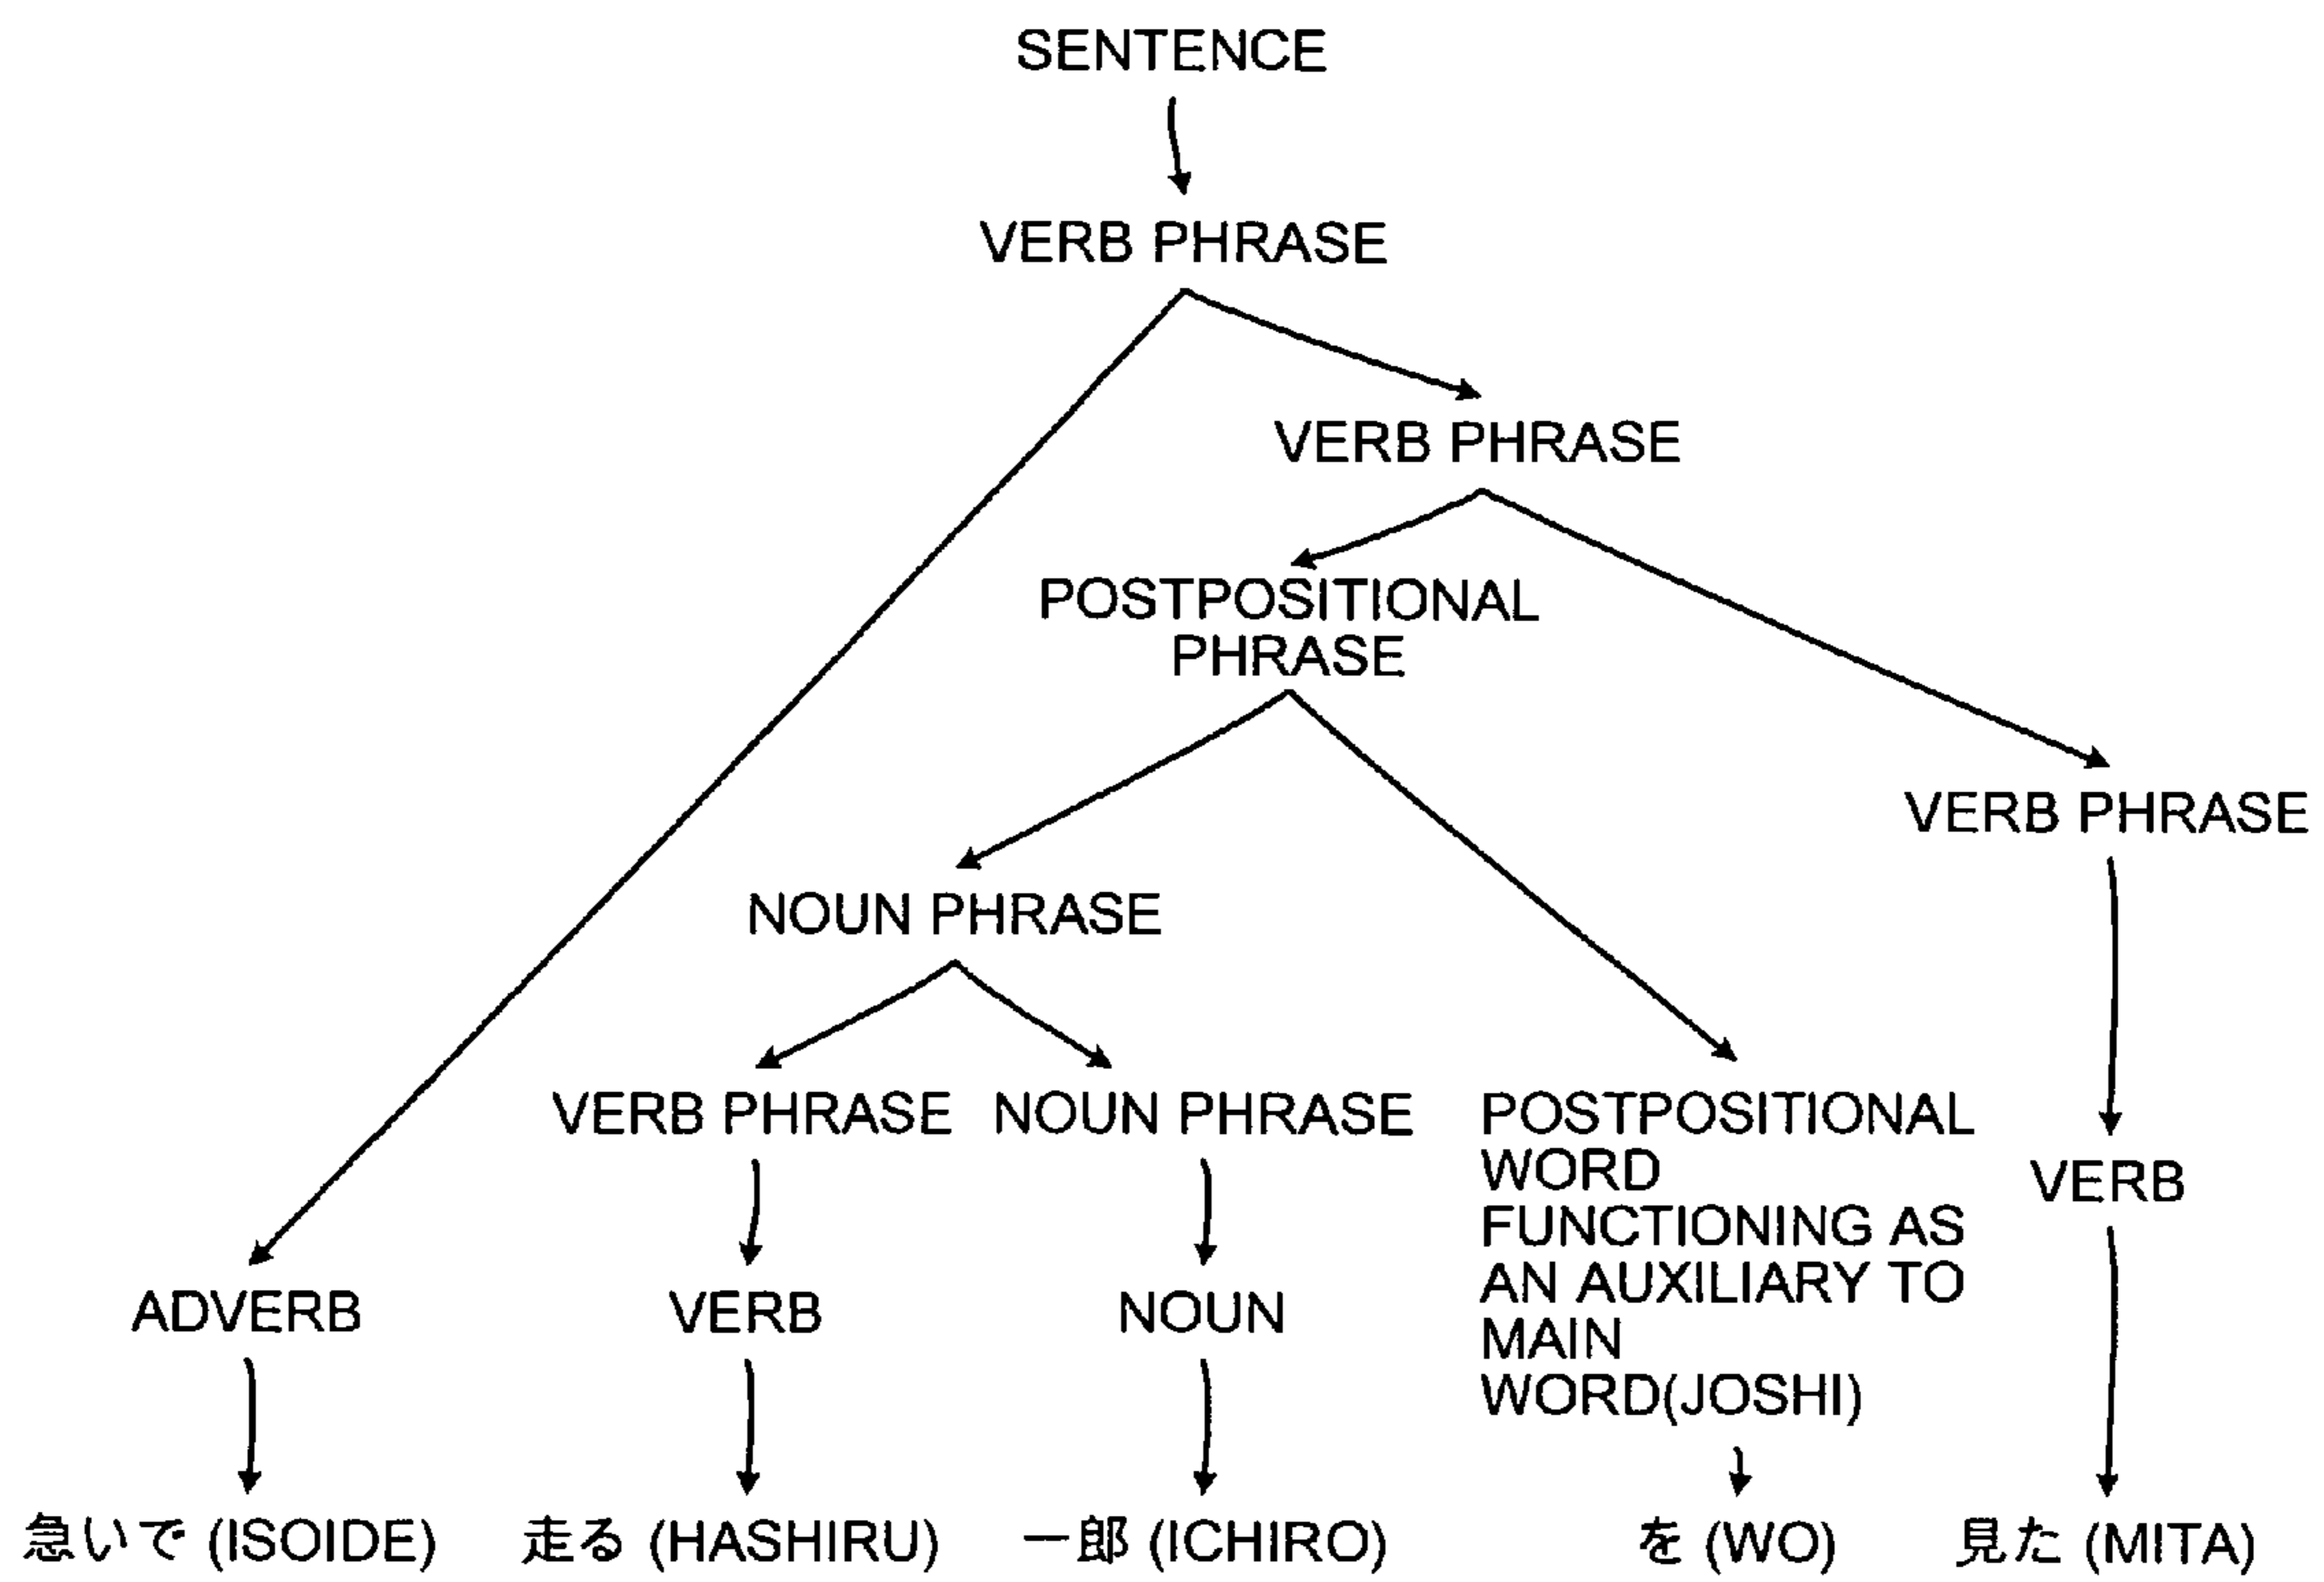 SENTENCE
VERB PHRASE
VERB PHRASE
POSTPOSITIONAL
PHRASE
VERB PHRASE
NOUN PHRASE
VERB PHRASE
NOUN PHRASE
POSTPOSITIONAL
WORD
FUNCTIONING AS
AN AUXILIARY TO
MAIN
WORD(JOSHI)
VERB
ADVERB
VERB
NOUN
急いで (ISOIDE)
走る (HASHIRU)
一郎 (ICHIRO)
を (WO)
見た (MITA)